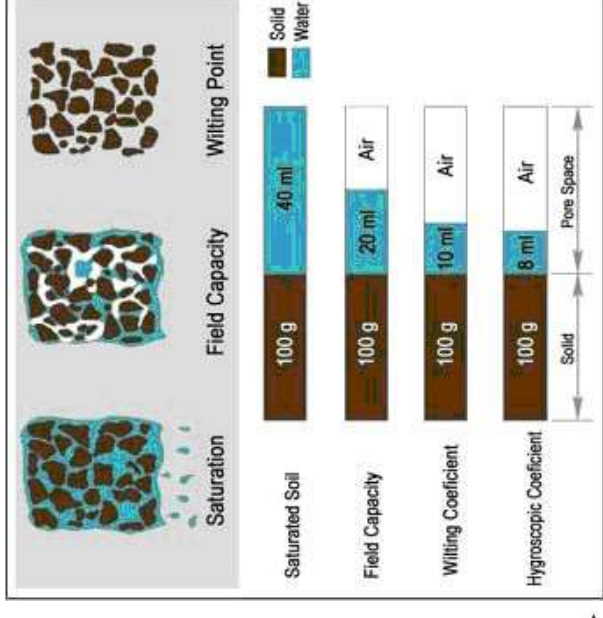 Saturation
Field Capacity
Wilting Point
Solid
Water
Saturated Soil
100 g
40 ml
Field Capacity
100 g
20 ml
Air
Wilting Coeficient
100 g
10 ml
Air
Hygroscopic Coeficient
100 g
8 ml
Air
Solid
Pore Space